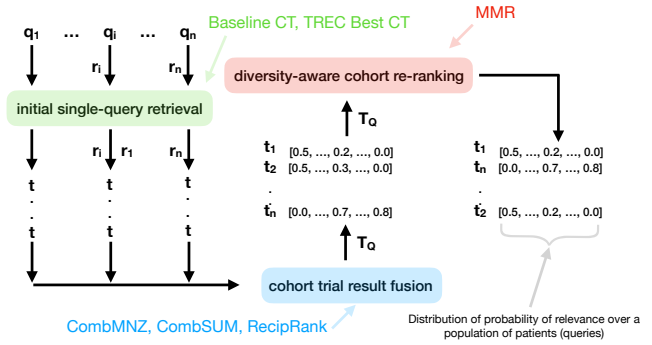 Baseline CT, TREC Best CT
MMR
q1 ... qi ... qn
ri rn
initial single-query retrieval
diversity-aware cohort re-ranking
ri r1 rn
TQ
t t t
. . .
. . .
t t t
t1 [0.5, ..., 0.2, ..., 0.0]
t2 [0.5, ..., 0.3, ..., 0.0]
.
.
tn [0.0, ..., 0.7, ..., 0.8]
TQ
t1 [0.5, ..., 0.2, ..., 0.0]
tn [0.0, ..., 0.7, ..., 0.8]
.
.
t2 [0.5, ..., 0.2, ..., 0.0]
cohort trial result fusion
CombMNZ, CombSUM, RecipRank
Distribution of probability of relevance over a
population of patients (queries)